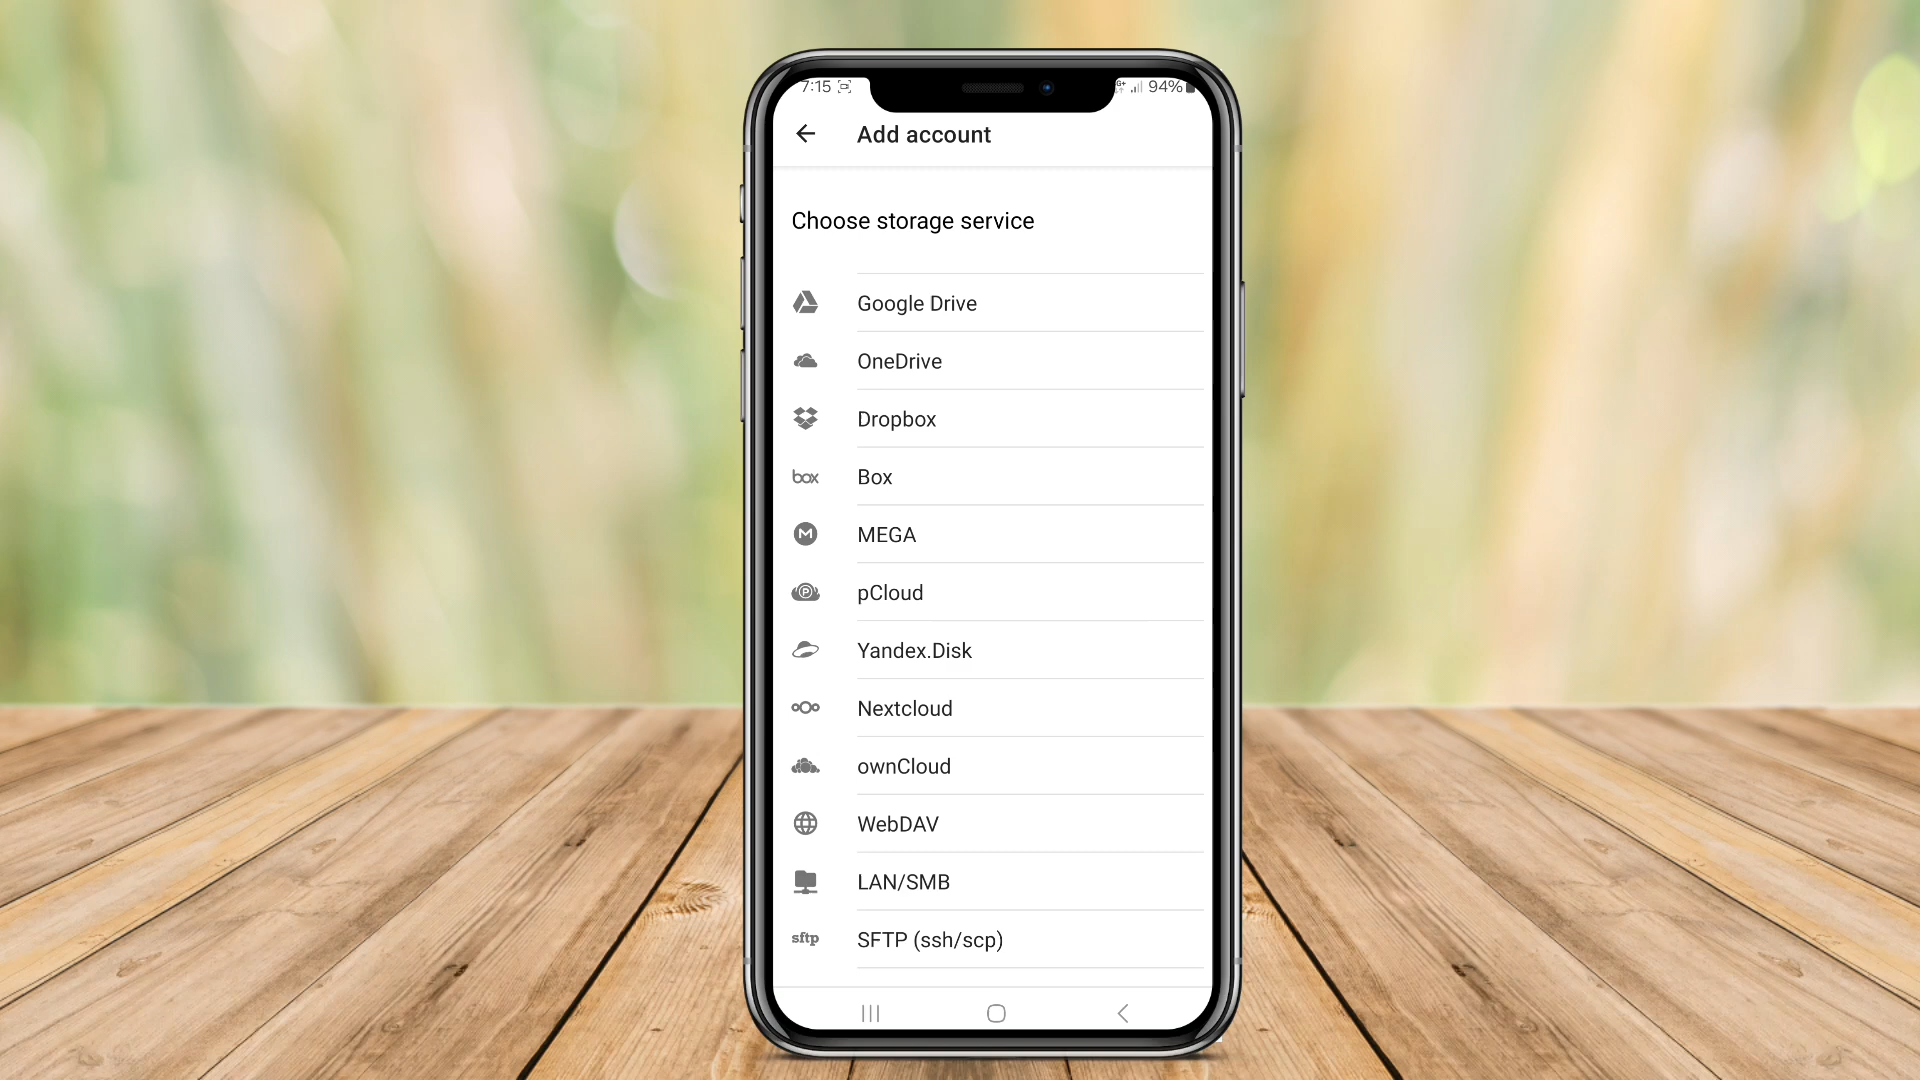 7:15 94%
Add account
Choose storage service
Google Drive
OneDrive
Dropbox
box Box
MEGA
pCloud
Yandex.Disk
Nextcloud
ownCloud
WebDAV
LAN/SMB
sftp SFTP (ssh/scp)